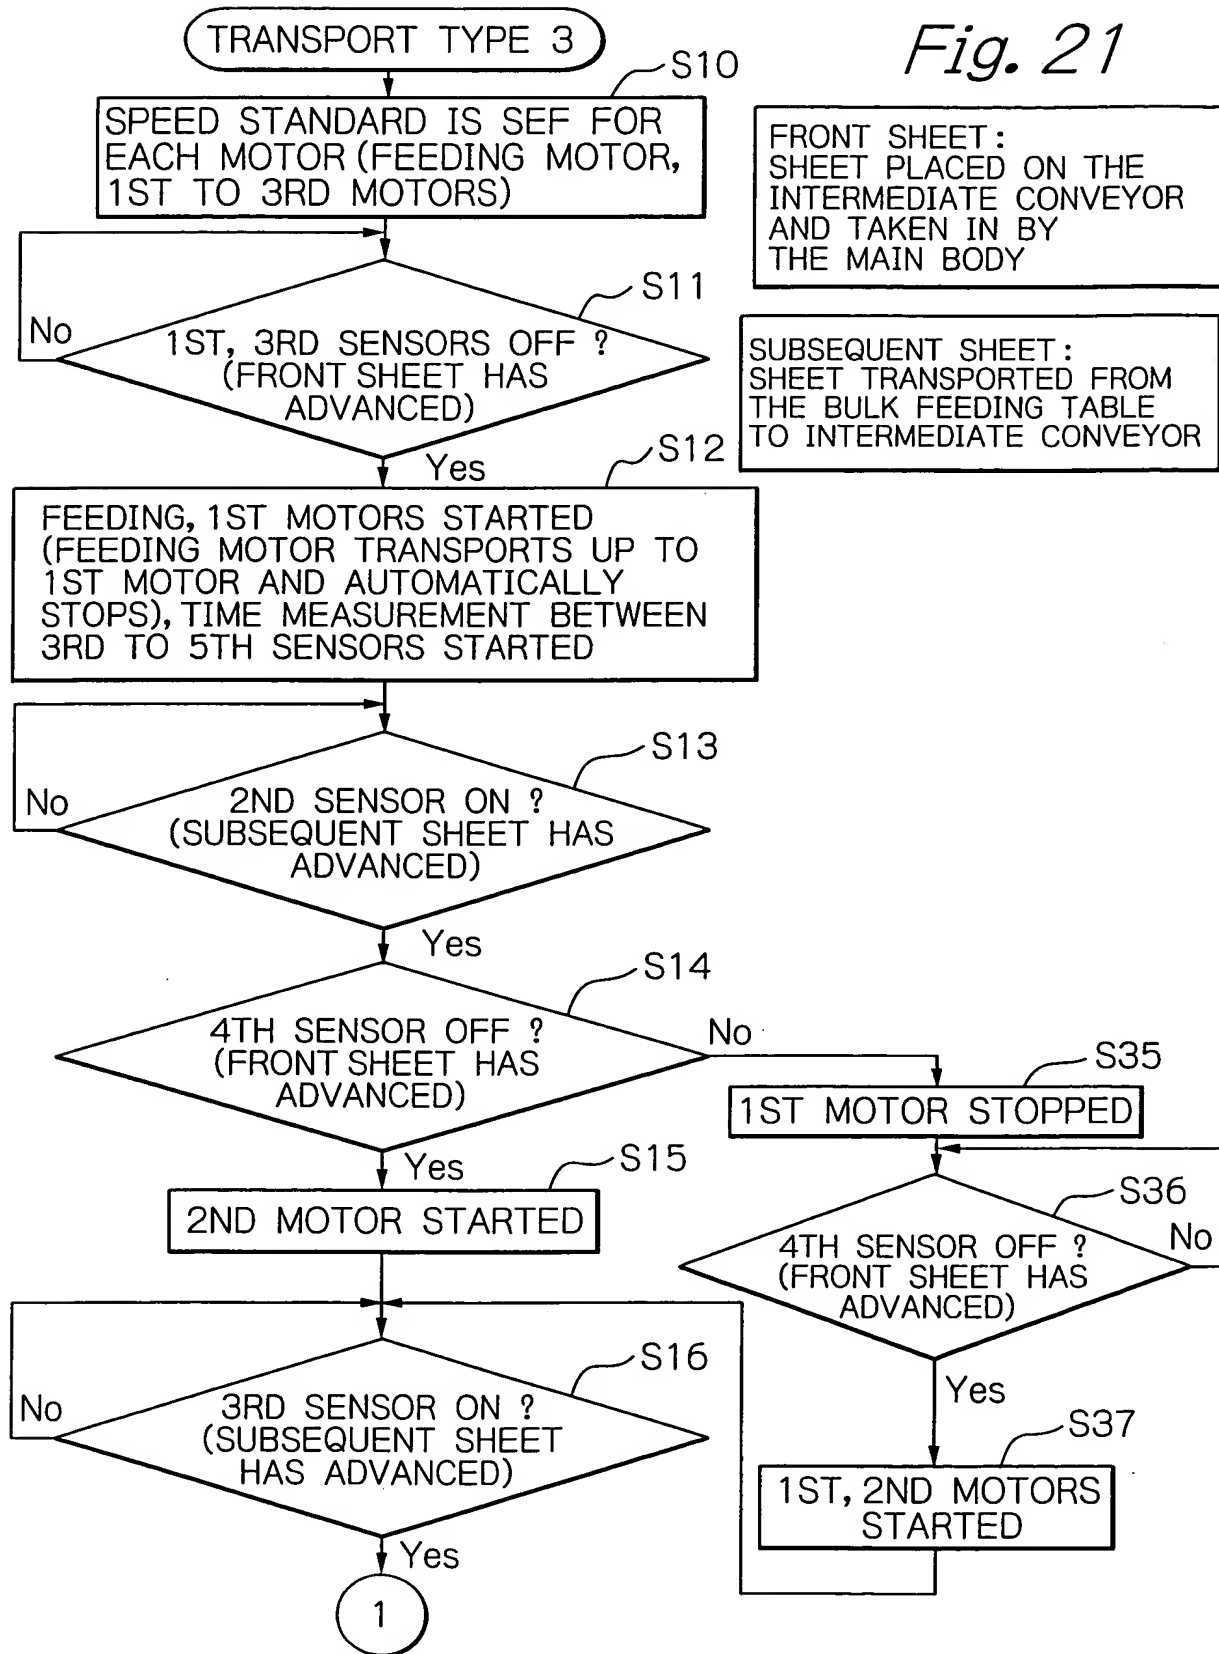 TRANSPORT TYPE 3
Fig. 21
S10
SPEED STANDARD IS SEF FOR
EACH MOTOR (FEEDING MOTOR,
1ST TO 3RD MOTORS)
FRONT SHEET:
SHEET PLACED ON THE
INTERMEDIATE CONVEYOR
AND TAKEN IN BY
THE MAIN BODY
SUBSEQUENT SHEET:
SHEET TRANSPORTED FROM
THE BULK FEEDING TABLE
TO INTERMEDIATE CONVEYOR
S11
No
1ST, 3RD SENSORS OFF ?
(FRONT SHEET HAS
ADVANCED)
Yes
S12
FEEDING, 1ST MOTORS STARTED
(FEEDING MOTOR TRANSPORTS UP TO
1ST MOTOR AND AUTOMATICALLY
STOPS), TIME MEASUREMENT BETWEEN
3RD TO 5TH SENSORS STARTED
S13
No
2ND SENSOR ON ?
(SUBSEQUENT SHEET HAS
ADVANCED)
Yes
S14
4TH SENSOR OFF ?
(FRONT SHEET HAS
ADVANCED)
No
Yes
S35
1ST MOTOR STOPPED
S15
2ND MOTOR STARTED
S36
4TH SENSOR OFF ?
(FRONT SHEET HAS
ADVANCED)
No
Yes
S16
No
3RD SENSOR ON ?
(SUBSEQUENT SHEET
HAS ADVANCED)
Yes
S37
1ST, 2ND MOTORS
STARTED
1